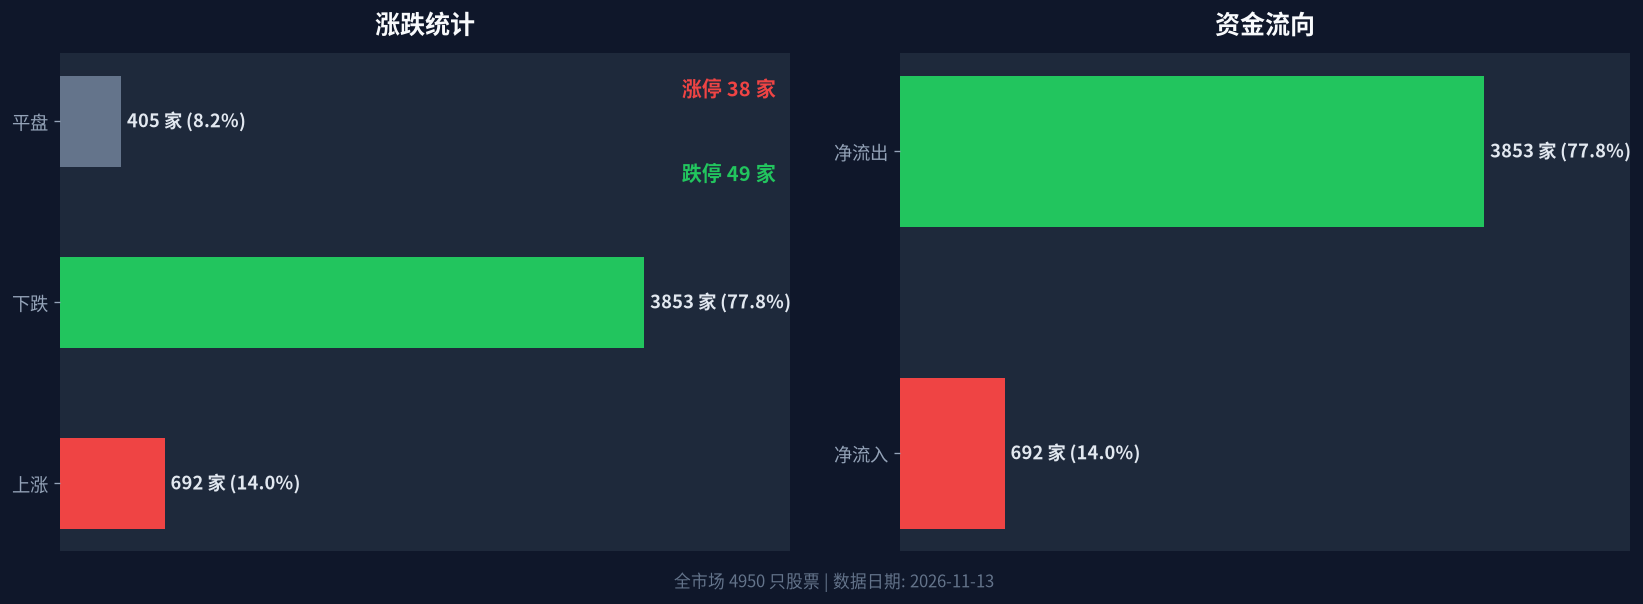 涨跌统计
涨停 38 家
平盘
405 家 (8.2%)
跌停 49 家
下跌
3853 家 (77.8%)
上涨
692 家 (14.0%)
资金流向
净流出
3853 家 (77.8%)
净流入
692 家 (14.0%)
全市场 4950 只股票 | 数据日期: 2026-11-13